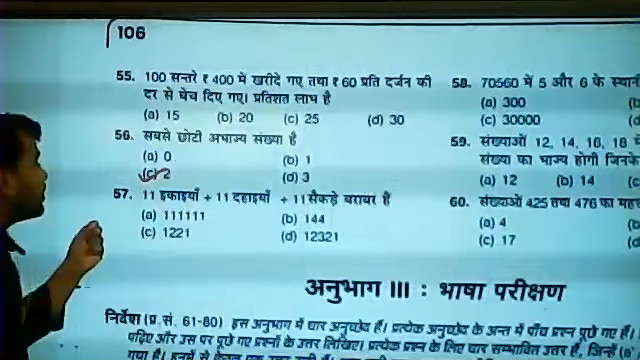 106
55. 100 सन्तरे ₹ 400 में खरीदे गए तथा ₹ 60 प्रति दर्जन की
दर से बेच दिए गए। प्रतिशत लाभ है
(a) 15 (b) 20 (c) 25 (d) 30
56. सबसे छोटी अभाज्य संख्या है
(a) 0 (b) 1
(c) 2 (d) 3
57. 11 इकाइयाँ + 11 दहाइयाँ + 11 सैकड़े बराबर हैं
(a) 111111 (b) 144
(c) 1221 (d) 12321
58. 70560 में 5 और 6 के
(a) 300
(c) 30000
59. संख्याओं 12, 14, 16, 18 में
संख्या का भाज्य होगी जिनके
(a) 12 (b) 14
60. संख्याओं 425 तथा 476 का
(a) 4
(c) 17
अनुभाग III : भाषा परीक्षण
निर्देश (प्र. सं. 61-80) इस अनुभाग में चार अनुच्छेद हैं। प्रत्येक अनुच्छेद के अन्त में पाँच प्रश्न पूछे गए हैं।
पढ़िए और उस पर पूछे गए प्रश्नों के उत्तर लिखिए। प्रत्येक प्रश्न के लिए चार सम्भावित उत्तर हैं,
गया है। इनमें से केवल